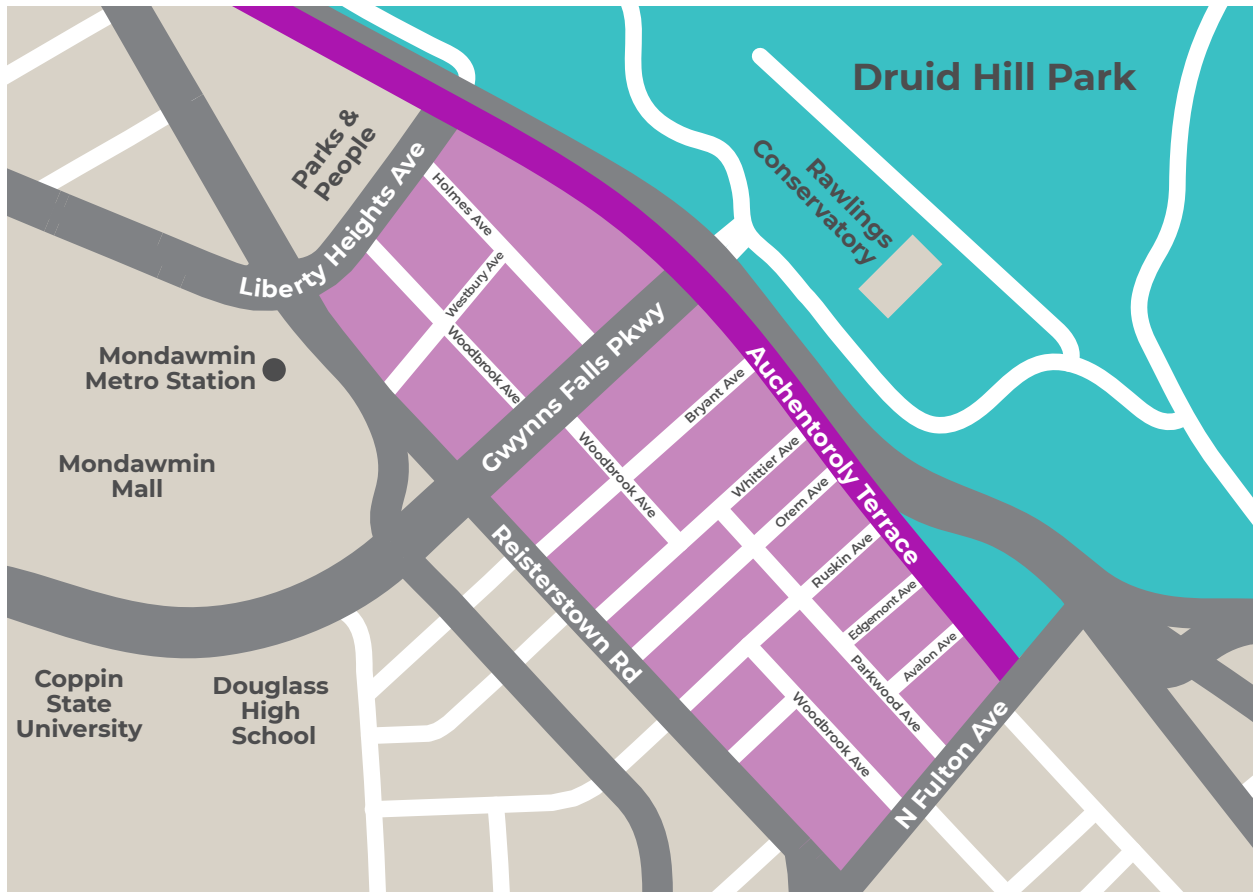 Druid Hill Park
Parks &
People
Rawlings
Conservatory
Liberty Heights Ave
Holmes Ave
Westbury Ave
Woodbrook Ave
Gwynns Falls Pkwy
Mondawmin
Metro Station
Auchentoroly Terrace
Bryant Ave
Mondawmin
Mall
Woodbrook Ave
Whittier Ave
Orem Ave
Reisterstown Rd
Ruskin Ave
Edgemont Ave
Avalon Ave
Parkwood Ave
Coppin
State
University
Douglass
High
School
Woodbrook Ave
N Fulton Ave